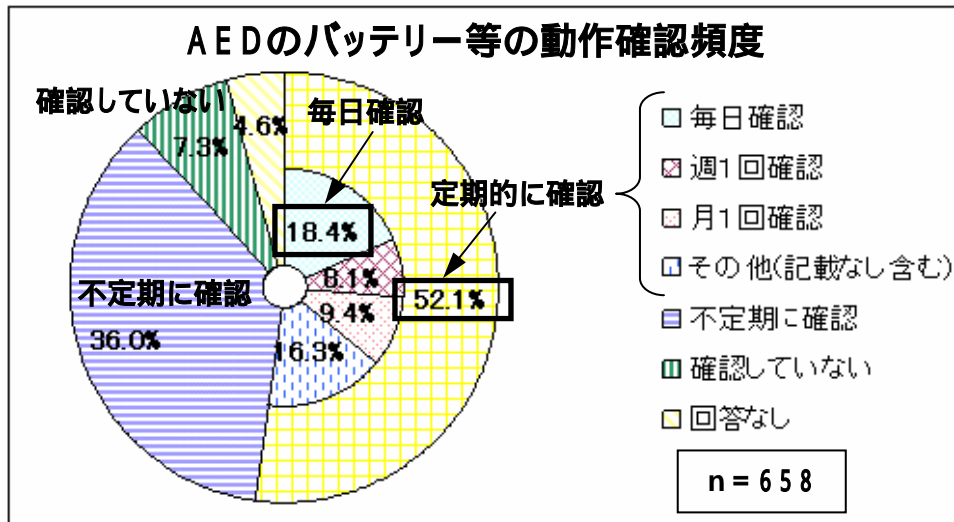 AEDのバッテリー等の動作確認頻度
確認していない
毎日確認
4.6%
7.3%
定期的に確認
18.4%
8.1%
52.1%
9.4%
不定期に確認
36.0%
16.3%
毎日確認
週1回確認
月1回確認
その他(記載なし含む)
不定期に確認
確認していない
回答なし
n=658